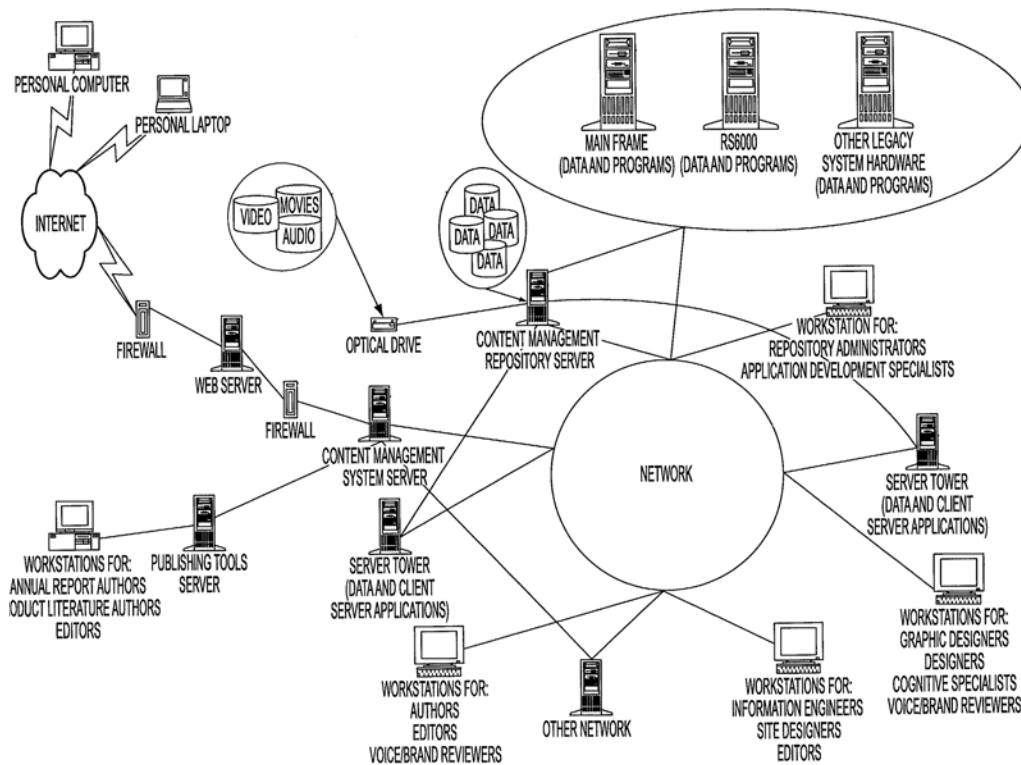 PERSONAL COMPUTER
PERSONAL LAPTOP
INTERNET
MAIN FRAME
(DATA AND PROGRAMS)
RS6000
(DATA AND PROGRAMS)
OTHER LEGACY
SYSTEM HARDWARE
(DATA AND PROGRAMS)
VIDEO
MOVIES
AUDIO
DATA
DATA
DATA
DATA
FIREWALL
WEB SERVER
OPTICAL DRIVE
CONTENT MANAGEMENT
REPOSITORY SERVER
WORKSTATION FOR:
REPOSITORY ADMINISTRATORS
APPLICATION DEVELOPMENT SPECIALISTS
FIREWALL
CONTENT MANAGEMENT
SYSTEM SERVER
NETWORK
SERVER TOWER
(DATA AND CLIENT
SERVER APPLICATIONS)
WORKSTATIONS FOR:
ANNUAL REPORT AUTHORS
RODUCT LITERATURE AUTHORS
EDITORS
PUBLISHING TOOLS
SERVER
SERVER TOWER
(DATA AND CLIENT
SERVER APPLICATIONS)
WORKSTATIONS FOR:
GRAPHIC DESIGNERS
DESIGNERS
COGNITIVE SPECIALISTS
VOICE/BRAND REVIEWERS
WORKSTATIONS FOR:
AUTHORS
EDITORS
VOICE/BRAND REVIEWERS
OTHER NETWORK
WORKSTATIONS FOR:
INFORMATION ENGINEERS
SITE DESIGNERS
EDITORS